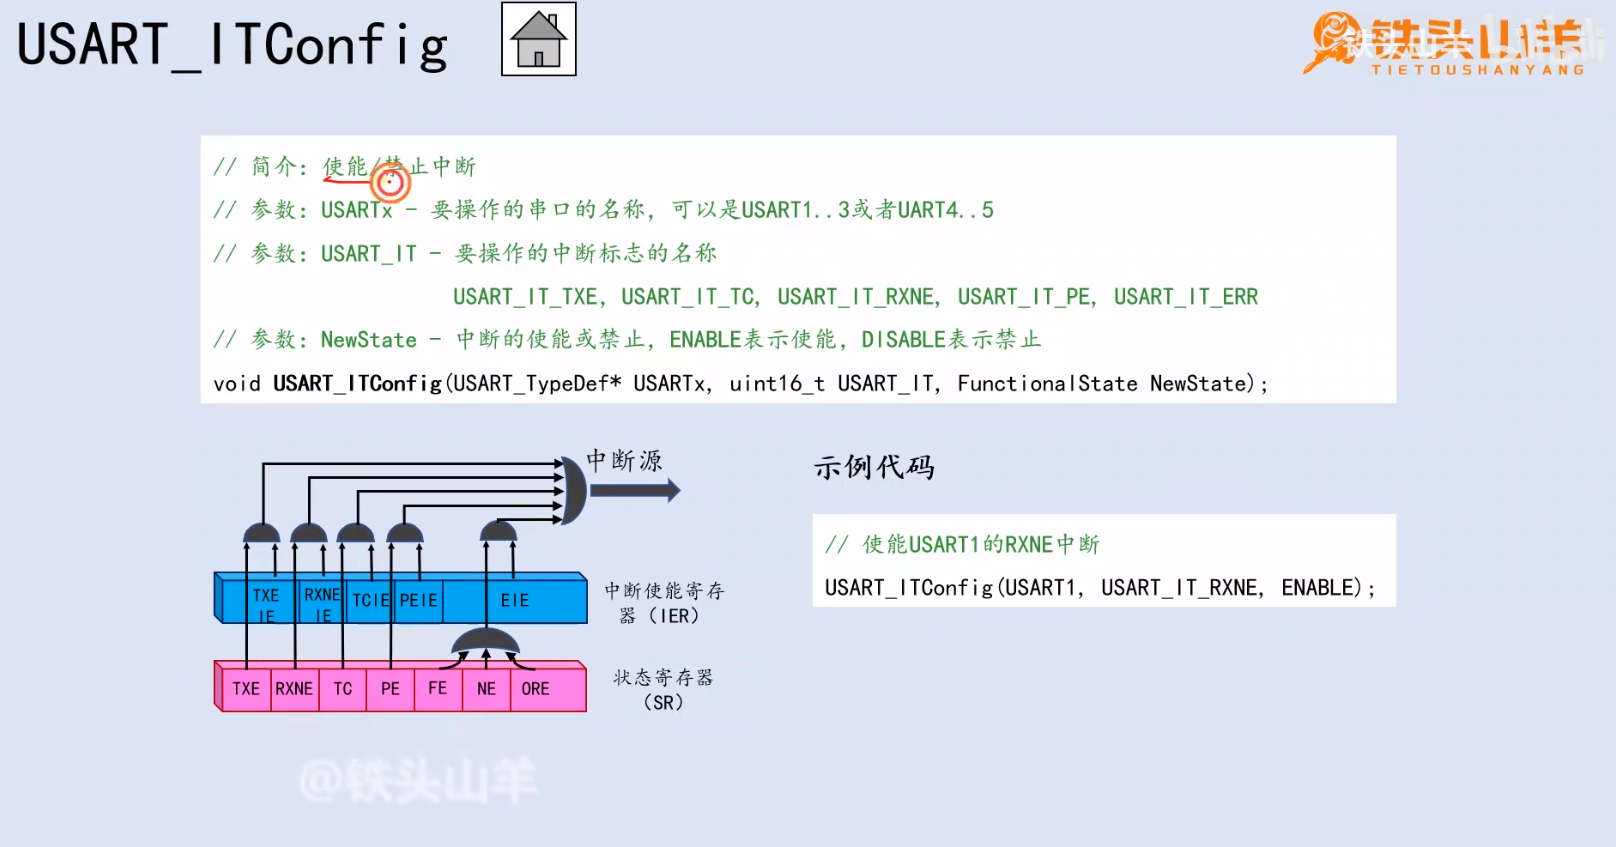 USART_ITConfig
铁头山羊
TIETOUSHANYANG
// 简介：使能/禁止中断
// 参数：USARTx - 要操作的串口的名称，可以是USART1..3或者UART4..5
// 参数：USART_IT - 要操作的中断标志的名称
USART_IT_TXE, USART_IT_TC, USART_IT_RXNE, USART_IT_PE, USART_IT_ERR
// 参数：NewState - 中断的使能或禁止，ENABLE表示使能，DISABLE表示禁止
void USART_ITConfig(USART_TypeDef* USARTx, uint16_t USART_IT, FunctionalState NewState);
中断源
TXE
IE
RXNE
IE
TCIE
PEIE
EIE
中断使能寄存
器（IER）
TXE
RXNE
TC
PE
FE
NE
ORE
状态寄存器
（SR）
示例代码
// 使能USART1的RXNE中断
USART_ITConfig(USART1, USART_IT_RXNE, ENABLE);
@铁头山羊